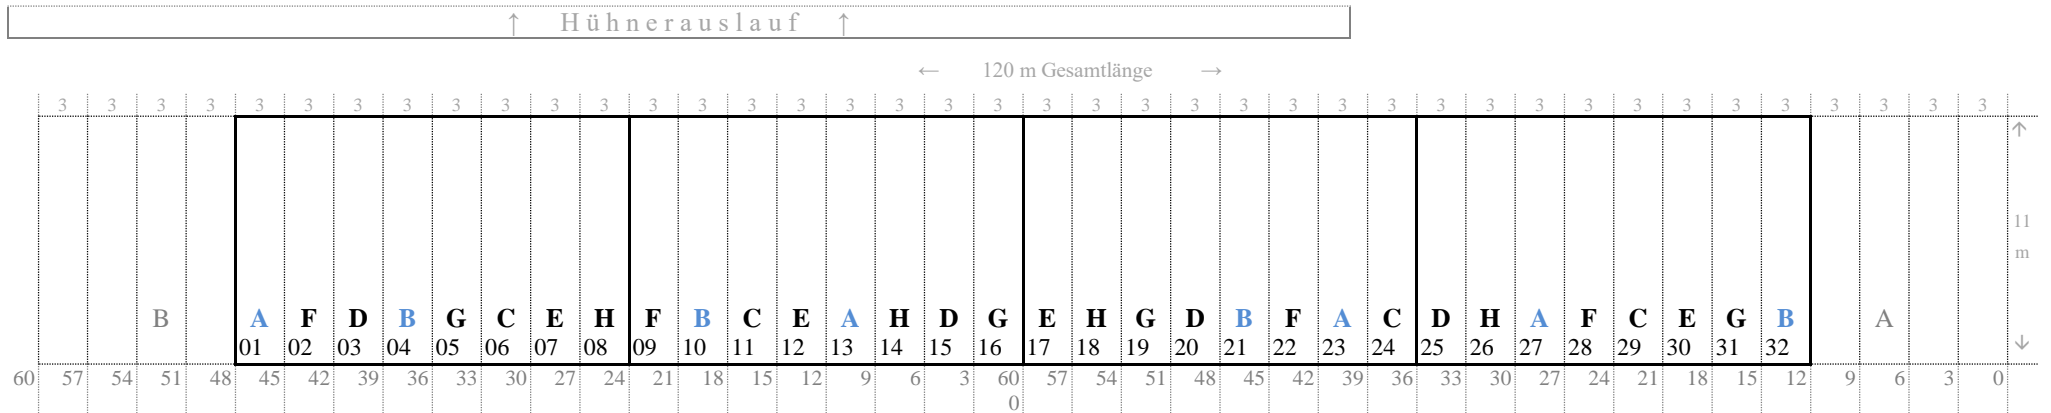 ↑ Hühnerauslauf ↑
← 120 m Gesamtlänge →
3 3 3 3 3 3 3 3 3 3 3 3 3 3 3 3 3 3 3 3 3 3 3 3 3 3 3 3 3 3 3 3 3 3 3 3 3 3 3 3
↑
11
m
B A F D B G C E H F B C E A H D G E H G D B F A C D H A F C E G B A
01 02 03 04 05 06 07 08 09 10 11 12 13 14 15 16 17 18 19 20 21 22 23 24 25 26 27 28 29 30 31 32 ↓
60 57 54 51 48 45 42 39 36 33 30 27 24 21 18 15 12 9 6 3 60 57 54 51 48 45 42 39 36 33 30 27 24 21 18 15 12 9 6 3 0
0